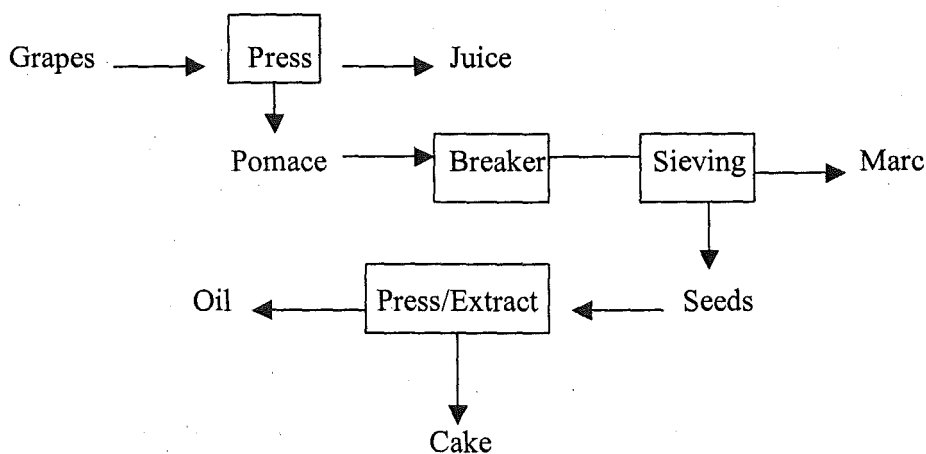 Grapes Press Juice
Pomace Breaker Sieving Marc
Oil Press/Extract Seeds
Cake